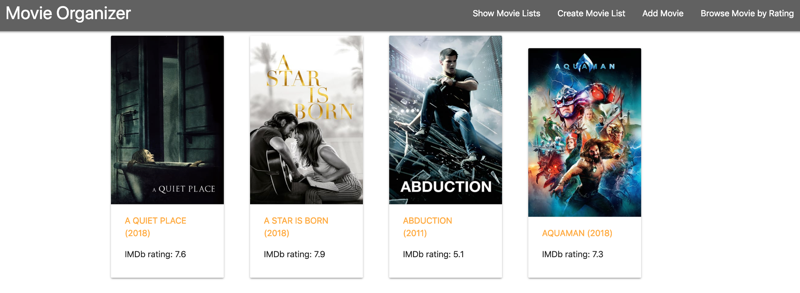 Movie Organizer
Show Movie Lists
Create Movie List
Add Movie
Browse Movie by Rating
A QUIET PLACE
A
STAR
IS
BORN
ABDUCTION
AQUAMAN
A QUIET PLACE
(2018)
IMDb rating: 7.6
A STAR IS BORN
(2018)
IMDb rating: 7.9
ABDUCTION
(2011)
IMDb rating: 5.1
AQUAMAN (2018)
IMDb rating: 7.3